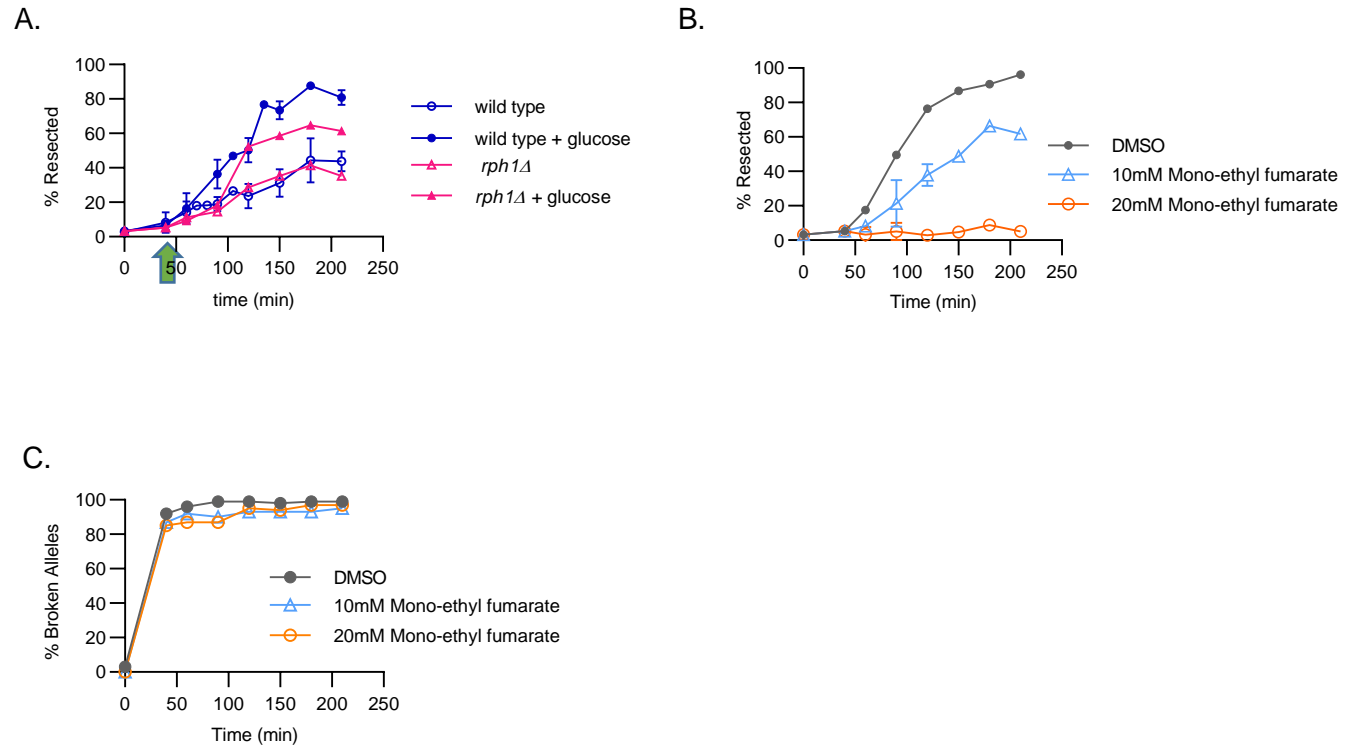 A.
% Resected
100
80
60
40
20
0
0 50 100 150 200 250
time (min)
wild type
wild type + glucose
rph1Δ
rph1Δ + glucose
B.
% Resected
100
80
60
40
20
0
0 50 100 150 200 250
Time (min)
DMSO
10mM Mono-ethyl fumarate
20mM Mono-ethyl fumarate
C.
% Broken Alleles
100
80
60
40
20
0
0 50 100 150 200 250
Time (min)
DMSO
10mM Mono-ethyl fumarate
20mM Mono-ethyl fumarate